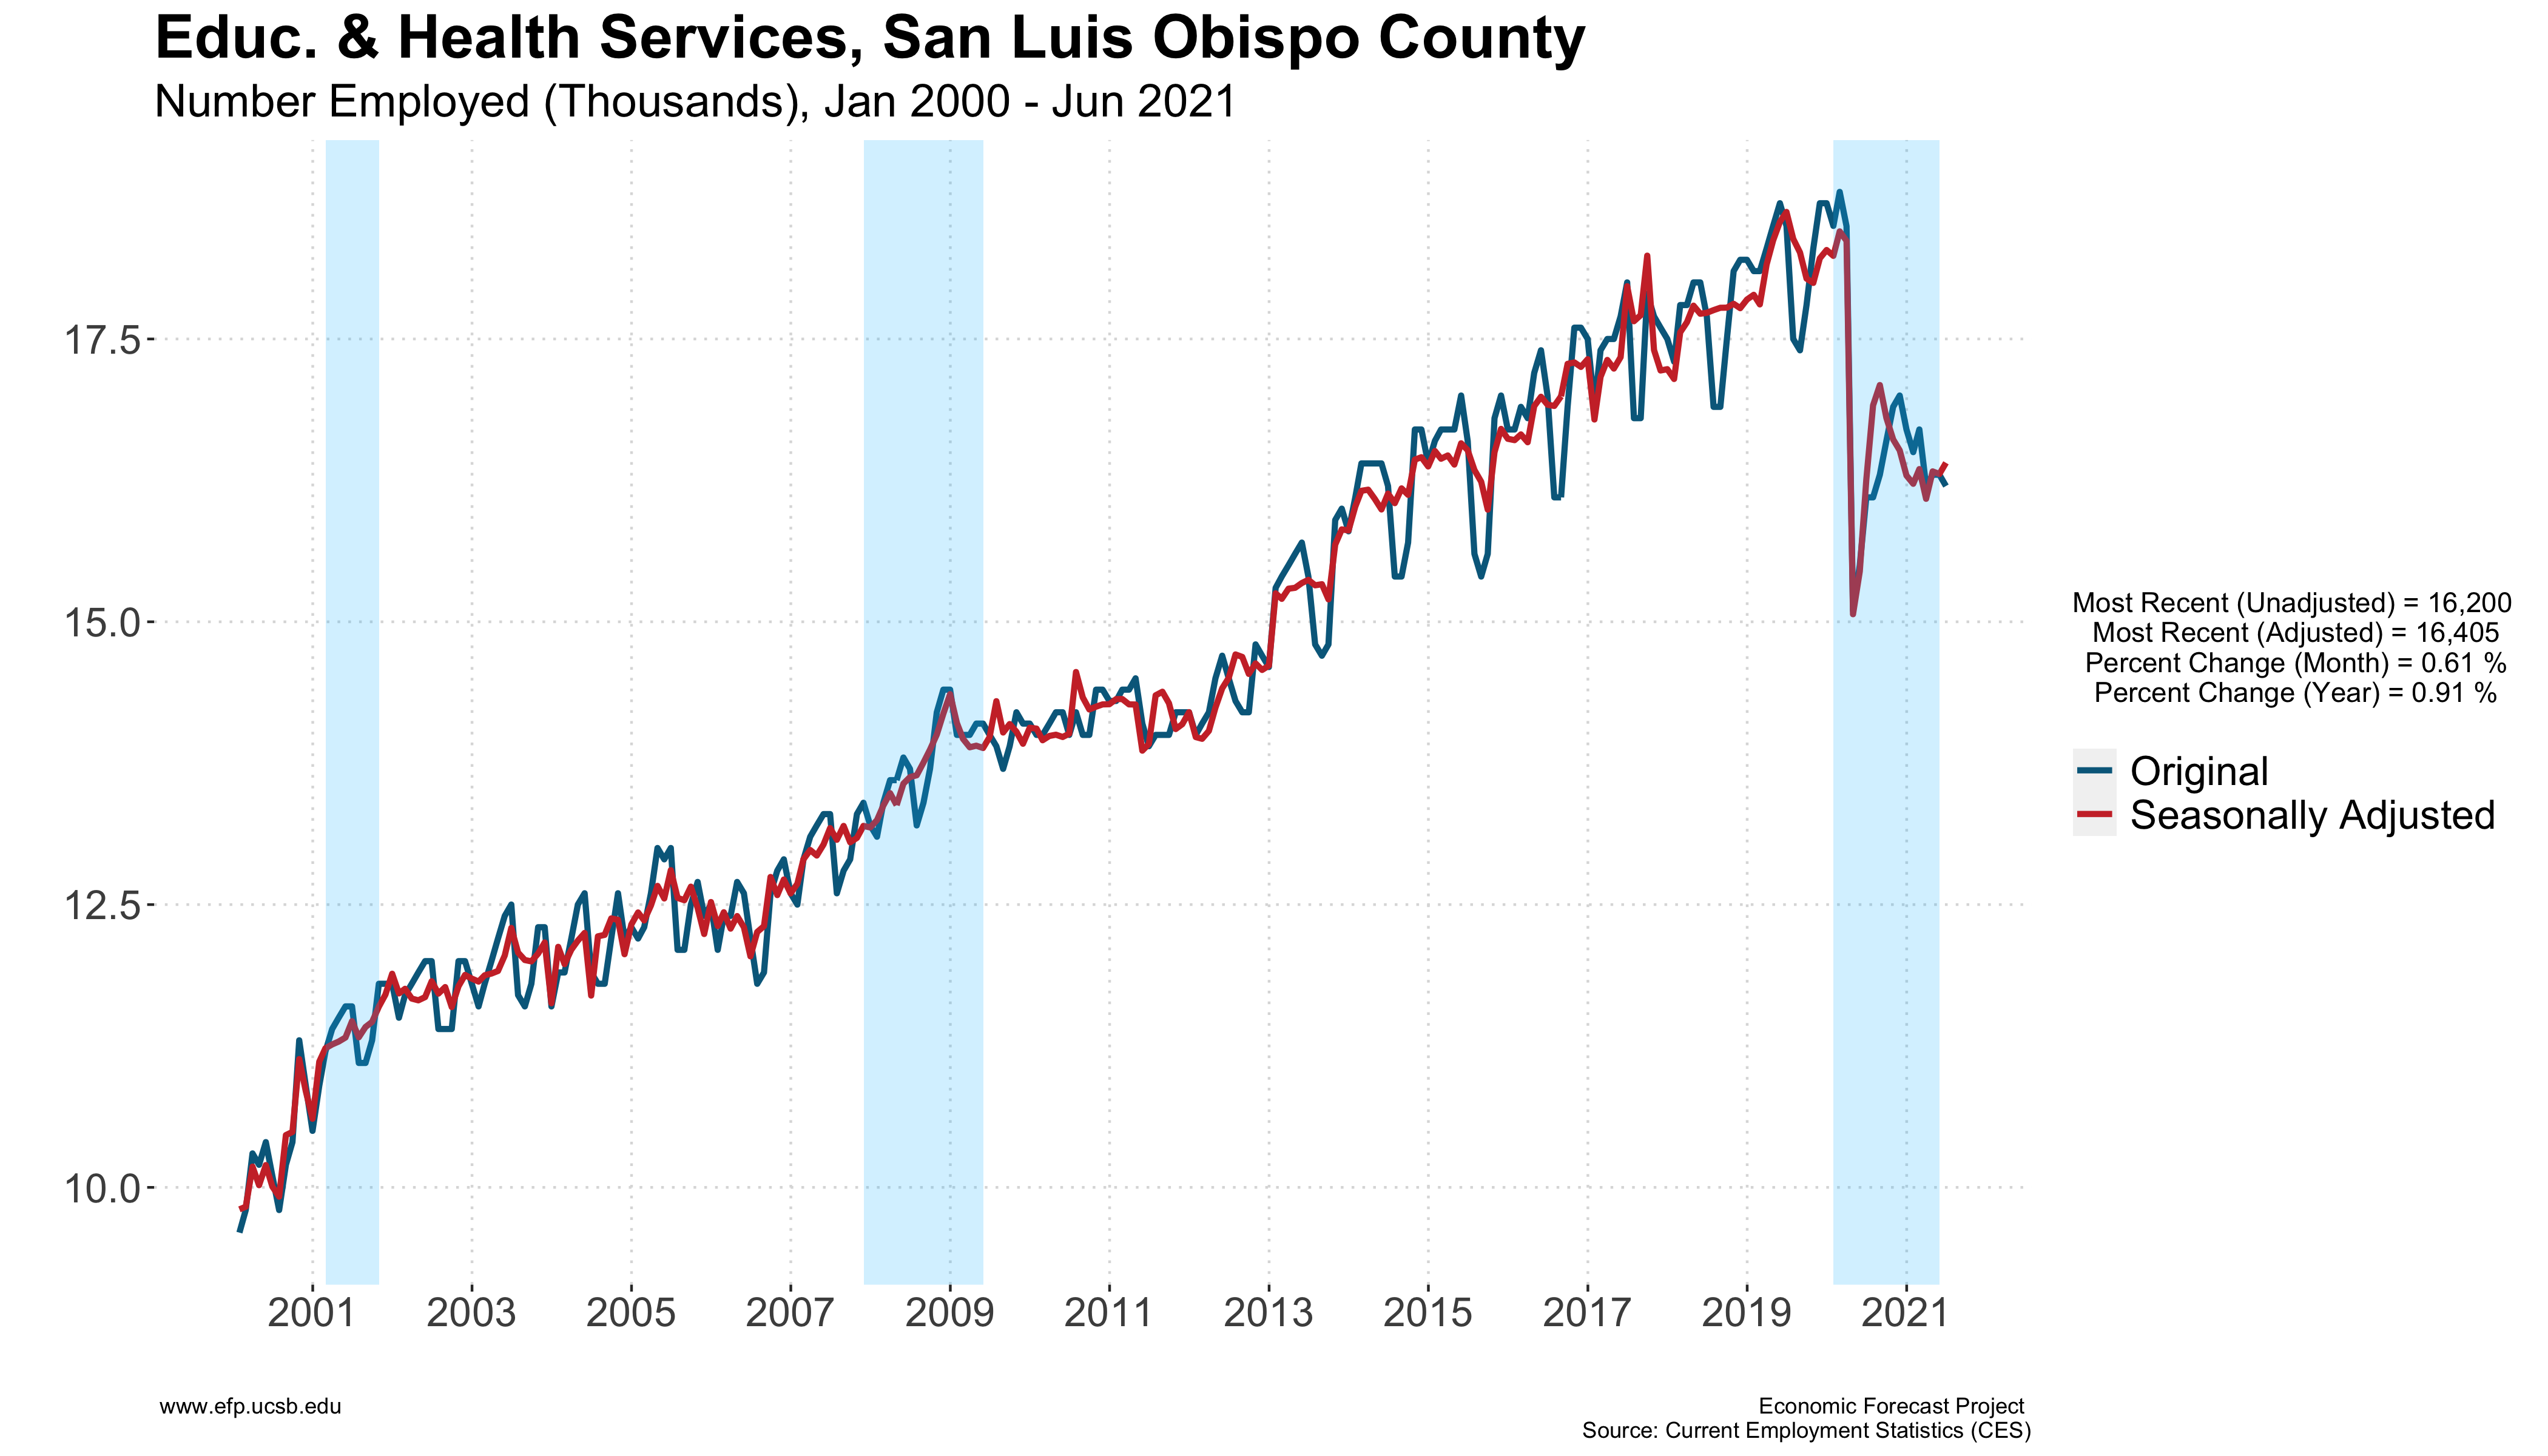 Educ. & Health Services, San Luis Obispo County
Number Employed (Thousands), Jan 2000 - Jun 2021
17.5
15.0
12.5
10.0
2001 2003 2005 2007 2009 2011 2013 2015 2017 2019 2021
Most Recent (Unadjusted) = 16,200
Most Recent (Adjusted) = 16,405
Percent Change (Month) = 0.61 %
Percent Change (Year) = 0.91 %
Original
Seasonally Adjusted
www.efp.ucsb.edu
Economic Forecast Project
Source: Current Employment Statistics (CES)